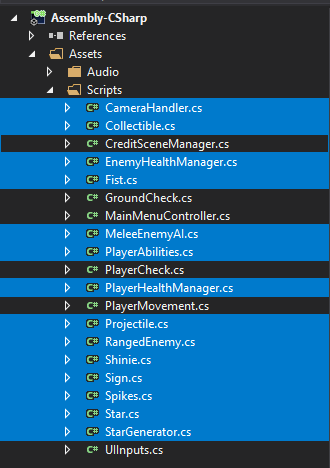 Assembly-CSharp
References
Assets
Audio
Scripts
C# CameraHandler.cs
C# Collectible.cs
C# CreditSceneManager.cs
C# EnemyHealthManager.cs
C# Fist.cs
C# GroundCheck.cs
C# MainMenuController.cs
C# MeleeEnemyAI.cs
C# PlayerAbilities.cs
C# PlayerCheck.cs
C# PlayerHealthManager.cs
C# PlayerMovement.cs
C# Projectile.cs
C# RangedEnemy.cs
C# Shinie.cs
C# Sign.cs
C# Spikes.cs
C# Star.cs
C# StarGenerator.cs
C# UIInputs.cs